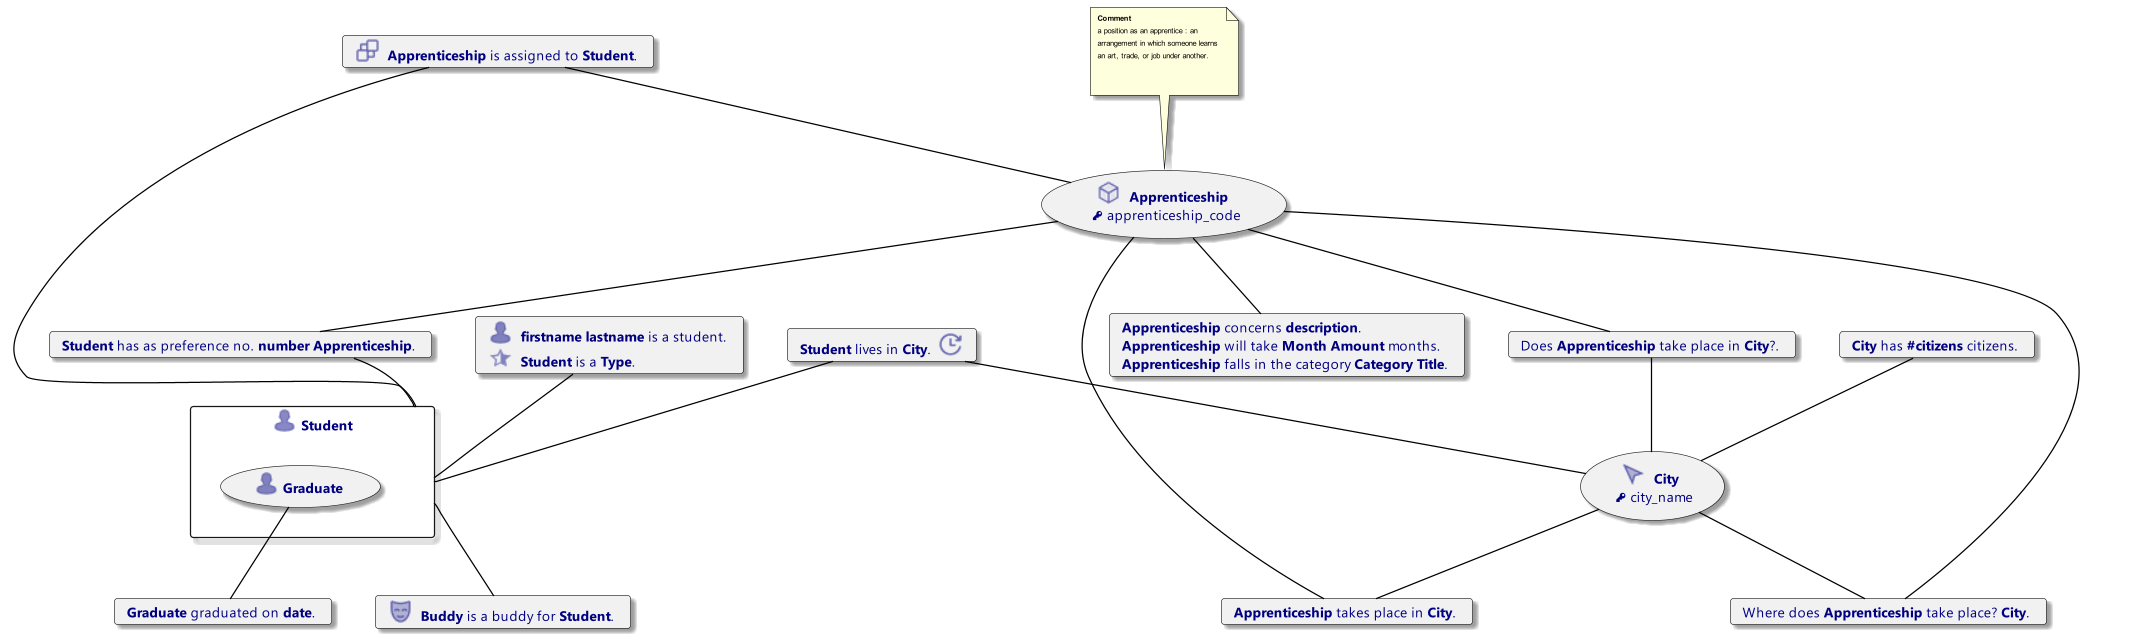 Comment
a position as an apprentice : an
arrangement in which someone learns
an art, trade, or job under another.
Apprenticeship is assigned to Student.
Apprenticeship
apprenticeship_code
Student has as preference no. number Apprenticeship.
firstname lastname is a student.
Student is a Type.
Student lives in City.
Apprenticeship concerns description.
Apprenticeship will take Month Amount months.
Apprenticeship falls in the category Category Title.
Does Apprenticeship take place in City?.
City has #citizens citizens.
Student
Graduate
City
city_name
Graduate graduated on date.
Buddy is a buddy for Student.
Apprenticeship takes place in City.
Where does Apprenticeship take place? City.